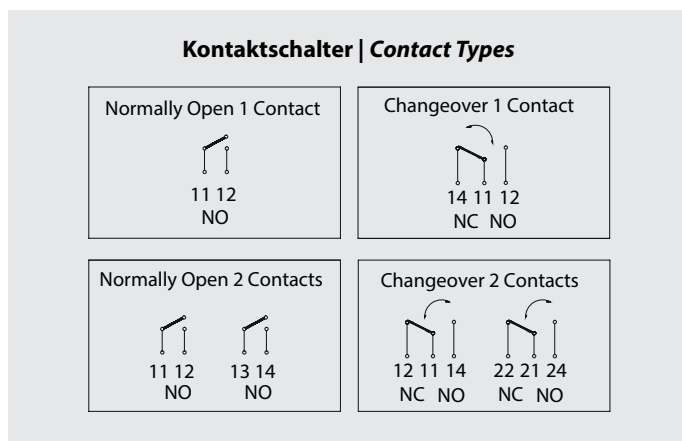 Kontaktschalter | Contact Types
Normally Open 1 Contact
11 12
NO
Changeover 1 Contact
14 11 12
NC NO
Normally Open 2 Contacts
11 12 13 14
NO NO
Changeover 2 Contacts
12 11 14 22 21 24
NC NO NC NO